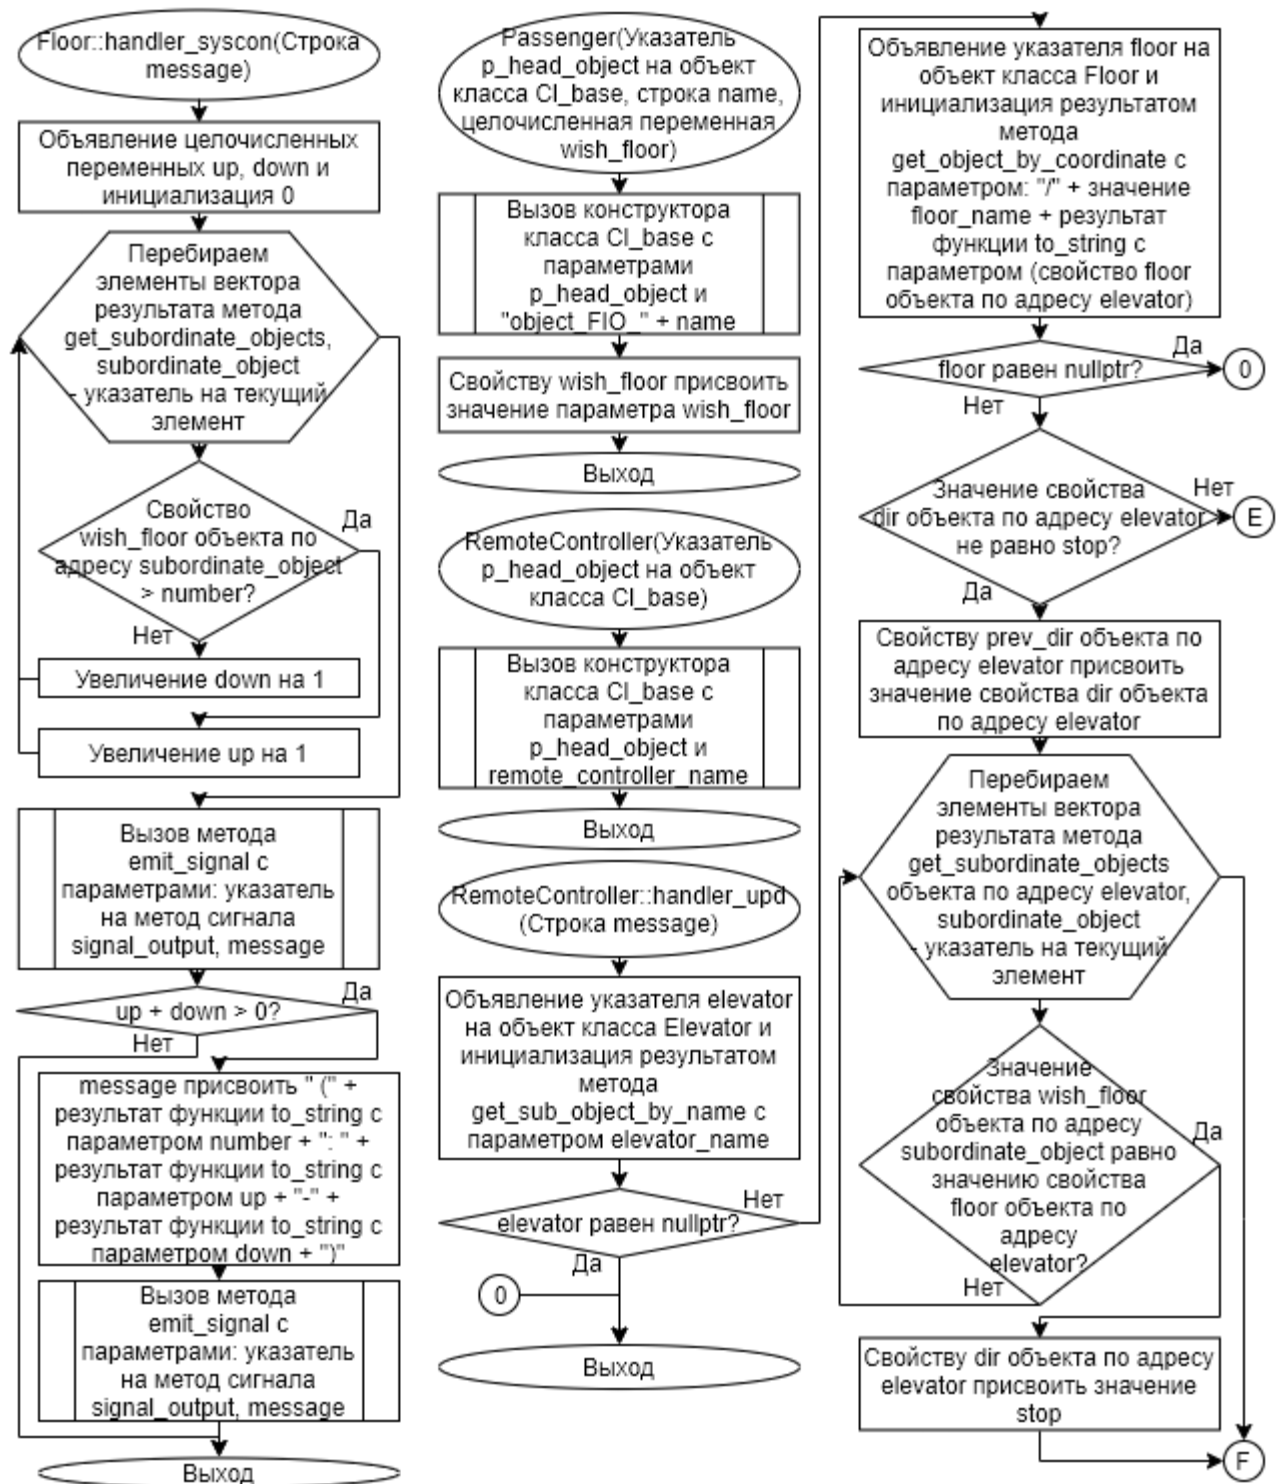 Floor::handler_syscon(Строка
message)
Объявление целочисленных
переменных up, down и
инициализация 0
Перебираем
элементы вектора
результата метода
get_subordinate_objects,
subordinate_object
- указатель на текущий
элемент
Свойство
wish_floor объекта по
адресу subordinate_object
> number?
Да
Нет
Увеличение down на 1
Увеличение up на 1
Вызов метода
emit_signal с
параметрами: указатель
на метод сигнала
signal_output, message
up + down > 0?
Да
Нет
message присвоить " (" +
результат функции to_string с
параметром number + ": " +
результат функции to_string с
параметром up + "-" +
результат функции to_string с
параметром down + ")"
Вызов метода
emit_signal с
параметрами: указатель
на метод сигнала
signal_output, message
Выход
Passenger(Указатель
p_head_object на объект
класса Cl_base, строка name,
целочисленная переменная
wish_floor)
Вызов конструктора
класса Cl_base с
параметрами
p_head_object и
"object_FIO_" + name
Свойству wish_floor присвоить
значение параметра wish_floor
Выход
RemoteController(Указатель
p_head_object на объект
класса Cl_base)
Вызов конструктора
класса Cl_base с
параметрами
p_head_object и
remote_controller_name
Выход
RemoteController::handler_upd
(Строка message)
Объявление указателя elevator
на объект класса Elevator и
инициализация результатом
метода
get_sub_object_by_name с
параметром elevator_name
elevator равен nullptr?
Нет
Да
0
Выход
Объявление указателя floor на
объект класса Floor и
инициализация результатом
метода
get_object_by_coordinate с
параметром: "/" + значение
floor_name + результат
функции to_string с
параметром (свойство floor
объекта по адресу elevator)
floor равен nullptr?
Да
0
Нет
Значение свойства
dir объекта по адресу elevator
не равно stop?
Нет
E
Да
Свойству prev_dir объекта по
адресу elevator присвоить
значение свойства dir объекта
по адресу elevator
Перебираем
элементы вектора
результата метода
get_subordinate_objects
объекта по адресу elevator,
subordinate_object
- указатель на текущий
элемент
Значение
свойства wish_floor
объекта по адресу
subordinate_object равно
значению свойства
floor объекта по
адресу
elevator?
Да
Нет
Свойству dir объекта по адресу
elevator присвоить значение
stop
F